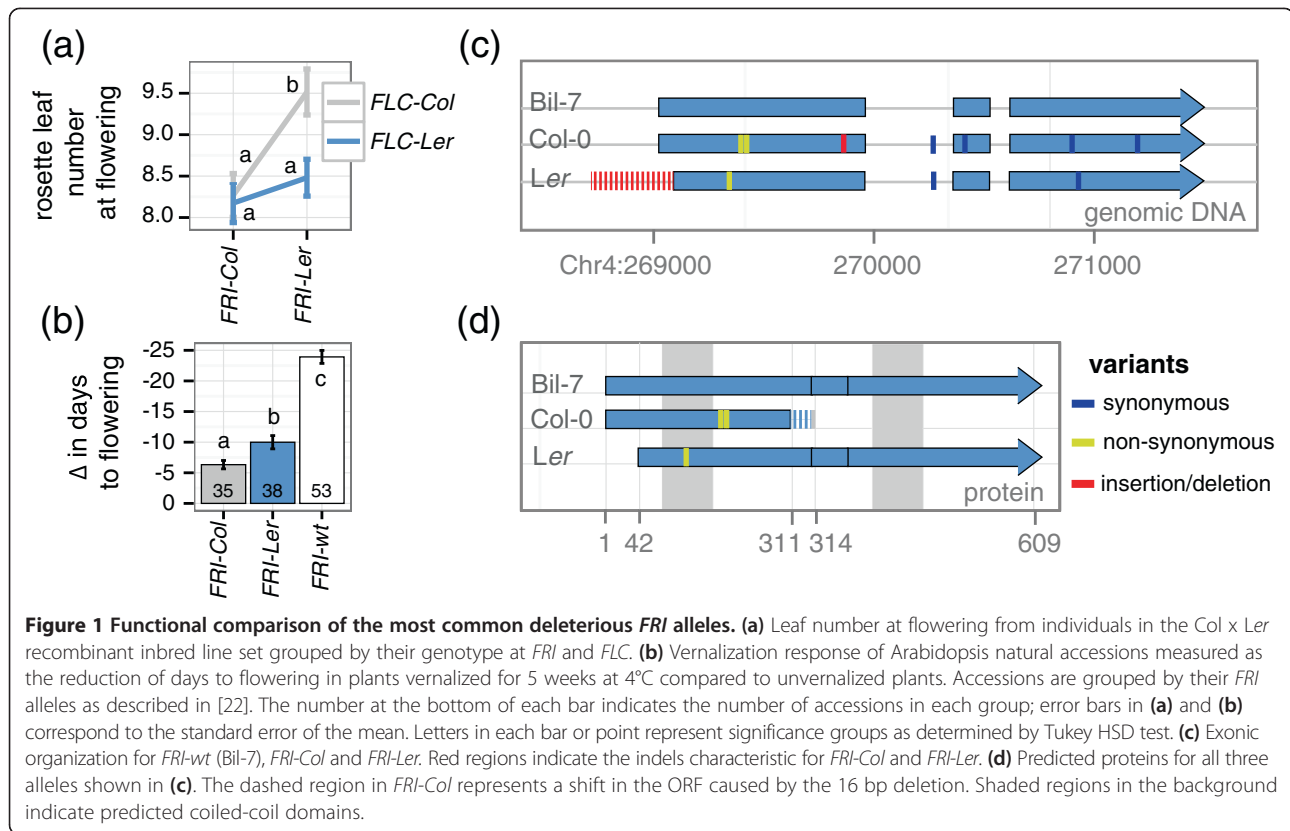 (a)
rosette leaf
number
at flowering
9.5
9.0
8.5
8.0
a
b
a
a
FLC-Col
FLC-Ler
FRI-Col
FRI-Ler
(b)
Δ in days
to flowering
-25
-20
-15
-10
-5
0
a
b
c
35
38
53
FRI-Col
FRI-Ler
FRI-wt
(c)
Bil-7
Col-0
Ler
genomic DNA
Chr4:269000
270000
271000
(d)
Bil-7
Col-0
Ler
protein
1
42
311
314
609
variants
synonymous
non-synonymous
insertion/deletion
Figure 1 Functional comparison of the most common deleterious FRI alleles. (a) Leaf number at flowering from individuals in the Col x Ler
recombinant inbred line set grouped by their genotype at FRI and FLC. (b) Vernalization response of Arabidopsis natural accessions measured as
the reduction of days to flowering in plants vernalized for 5 weeks at 4°C compared to unvernalized plants. Accessions are grouped by their FRI
alleles as described in [22]. The number at the bottom of each bar indicates the number of accessions in each group; error bars in (a) and (b)
correspond to the standard error of the mean. Letters in each bar or point represent significance groups as determined by Tukey HSD test. (c) Exonic
organization for FRI-wt (Bil-7), FRI-Col and FRI-Ler. Red regions indicate the indels characteristic for FRI-Col and FRI-Ler. (d) Predicted proteins for all three
alleles shown in (c). The dashed region in FRI-Col represents a shift in the ORF caused by the 16 bp deletion. Shaded regions in the background
indicate predicted coiled-coil domains.